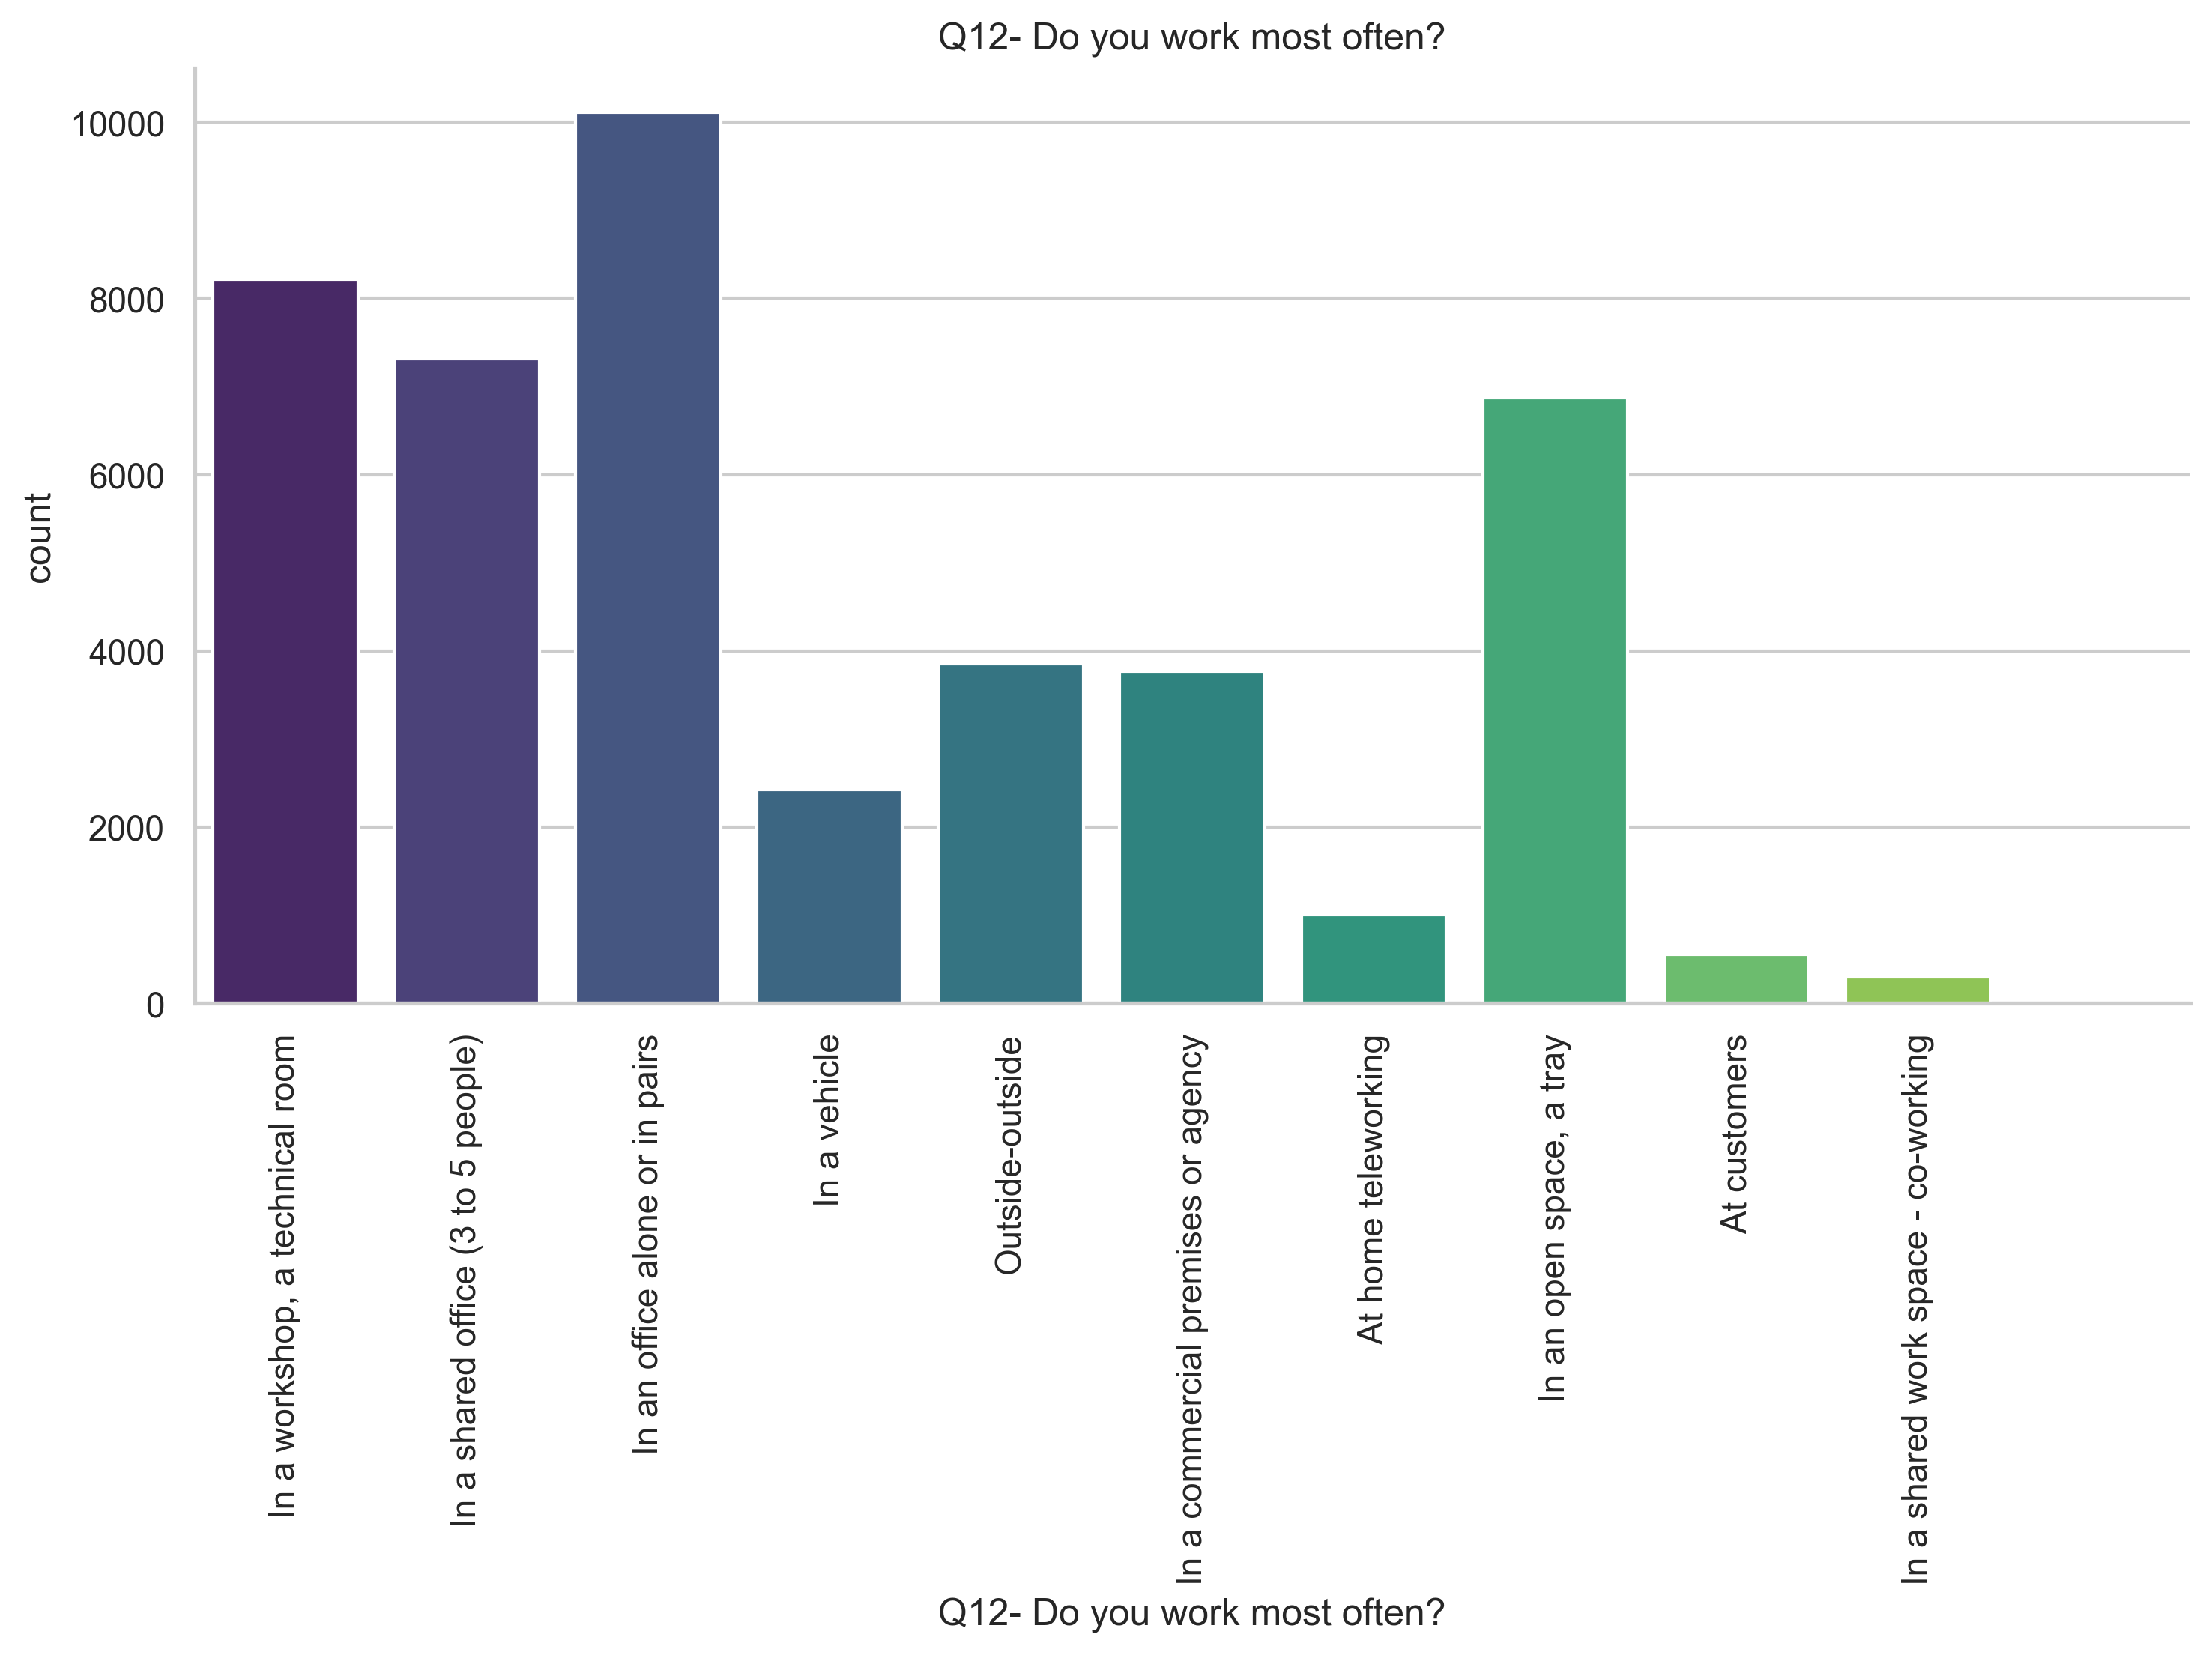 Q12- Do you work most often?
10000
8000
6000
4000
2000
0
count
In a workshop, a technical room
In a shared office (3 to 5 people)
In an office alone or in pairs
In a vehicle
Outside-outside
In a commercial premises or agency
At home teleworking
In an open space, a tray
At customers
In a shared work space - co-working
Q12- Do you work most often?